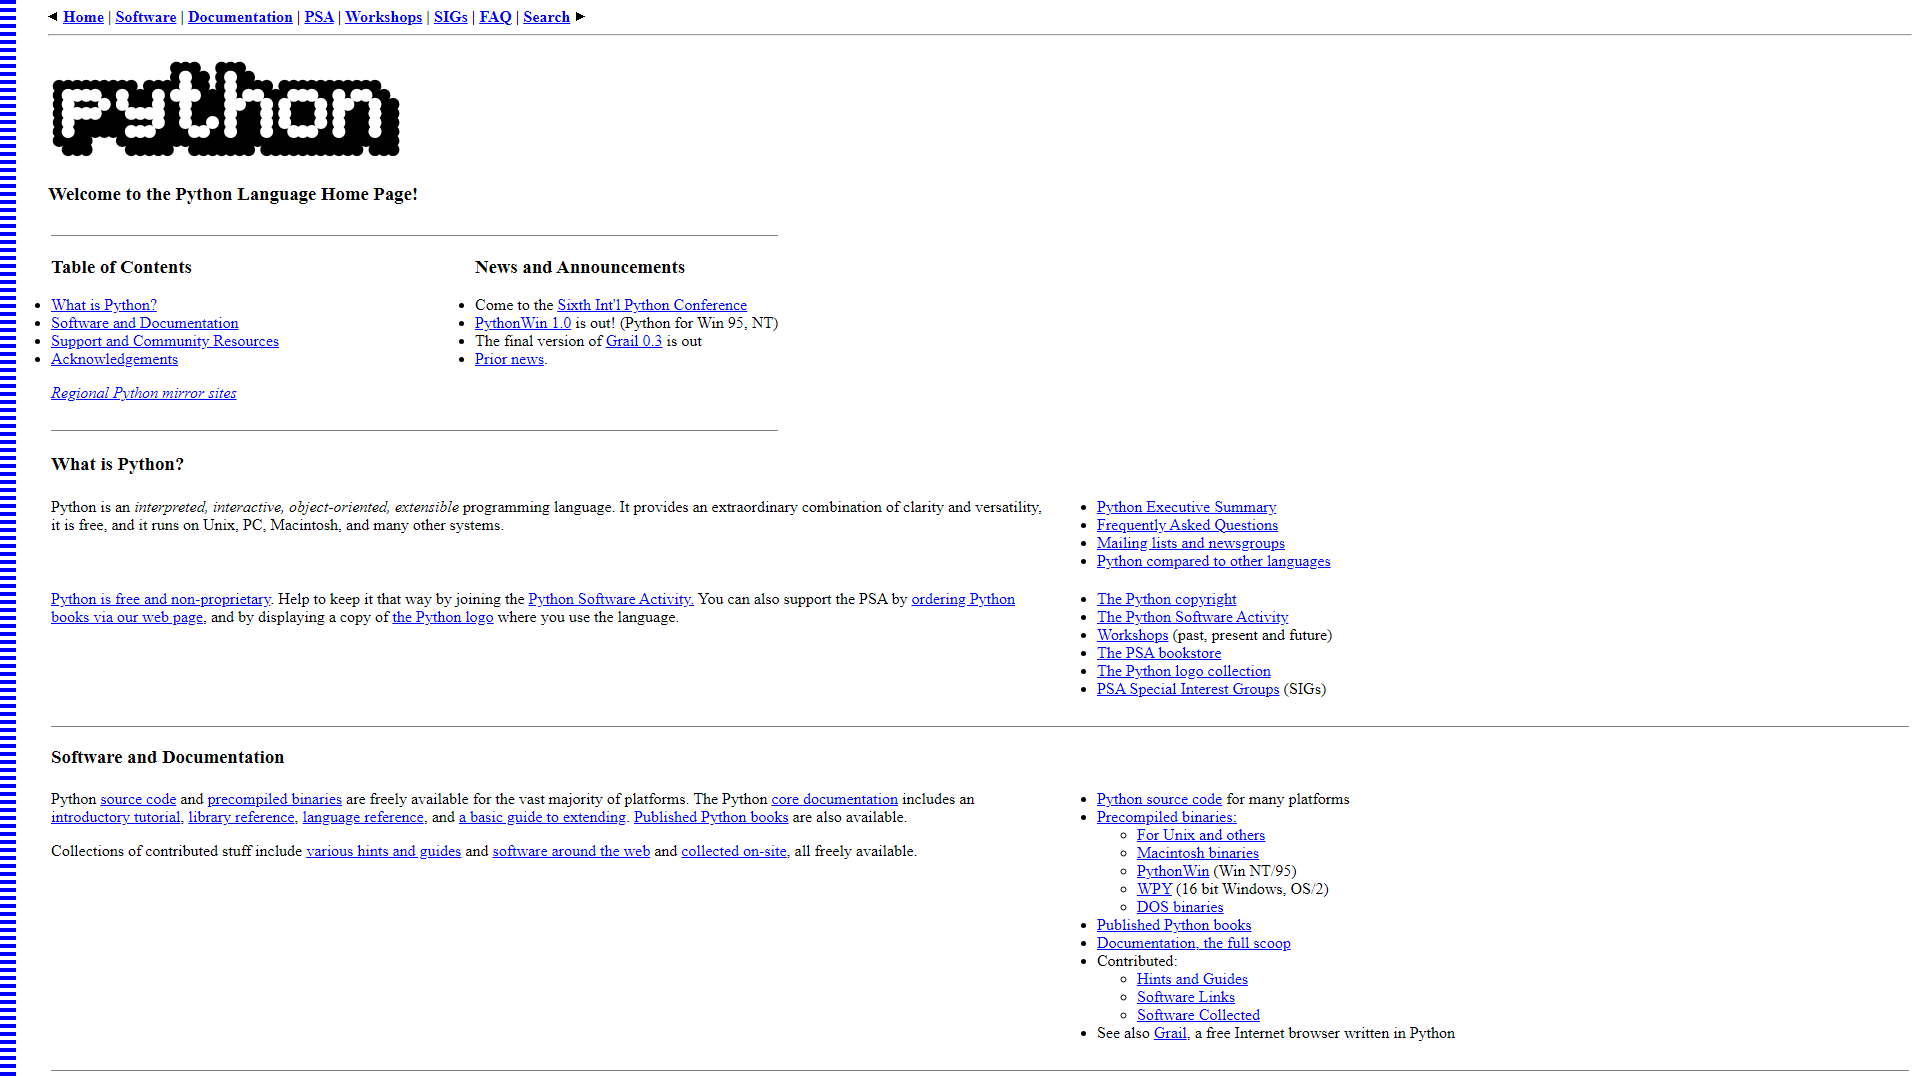 Home | Software | Documentation | PSA | Workshops | SIGs | FAQ | Search
python
Welcome to the Python Language Home Page!
Table of Contents
What is Python?
Software and Documentation
Support and Community Resources
Acknowledgements
Regional Python mirror sites
News and Announcements
Come to the Sixth Int'l Python Conference
PythonWin 1.0 is out! (Python for Win 95, NT)
The final version of Grail 0.3 is out
Prior news.
What is Python?
Python is an interpreted, interactive, object-oriented, extensible programming language. It provides an extraordinary combination of clarity and versatility,
it is free, and it runs on Unix, PC, Macintosh, and many other systems.
Python Executive Summary
Frequently Asked Questions
Mailing lists and newsgroups
Python compared to other languages
Python is free and non-proprietary. Help to keep it that way by joining the Python Software Activity. You can also support the PSA by ordering Python
books via our web page, and by displaying a copy of the Python logo where you use the language.
The Python copyright
The Python Software Activity
Workshops (past, present and future)
The PSA bookstore
The Python logo collection
PSA Special Interest Groups (SIGs)
Software and Documentation
Python source code and precompiled binaries are freely available for the vast majority of platforms. The Python core documentation includes an
introductory tutorial, library reference, language reference, and a basic guide to extending. Published Python books are also available.
Collections of contributed stuff include various hints and guides and software around the web and collected on-site, all freely available.
Python source code for many platforms
Precompiled binaries:
For Unix and others
Macintosh binaries
PythonWin (Win NT/95)
WPY (16 bit Windows, OS/2)
DOS binaries
Published Python books
Documentation, the full scoop
Contributed:
Hints and Guides
Software Links
Software Collected
See also Grail, a free Internet browser written in Python